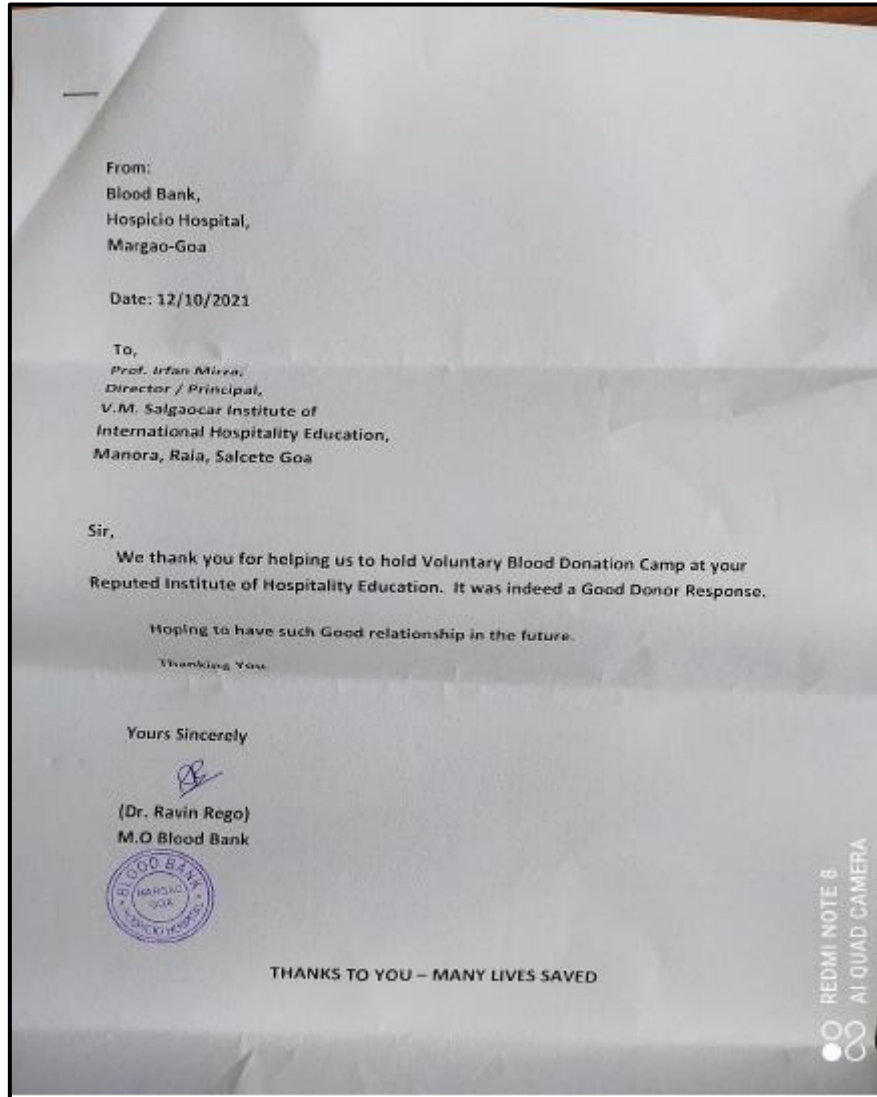 From:
Blood Bank,
Hospicio Hospital,
Margao-Goa
Date: 12/10/2021
To,
Prof. Irfan Mirza,
Director / Principal,
V.M. Salgaocar Institute of
International Hospitality Education,
Manora, Raia, Salcete Goa
Sir,
We thank you for helping us to hold Voluntary Blood Donation Camp at your
Reputed Institute of Hospitality Education. It was indeed a Good Donor Response.
Hoping to have such Good relationship in the future.
Thanking You.
Yours Sincerely
(Dr. Ravin Rego)
M.O Blood Bank
BLOOD BANK
MARGAO
GOA
HOSPICIO HOSPITAL
THANKS TO YOU – MANY LIVES SAVED
REDMI NOTE 8
AI QUAD CAMERA